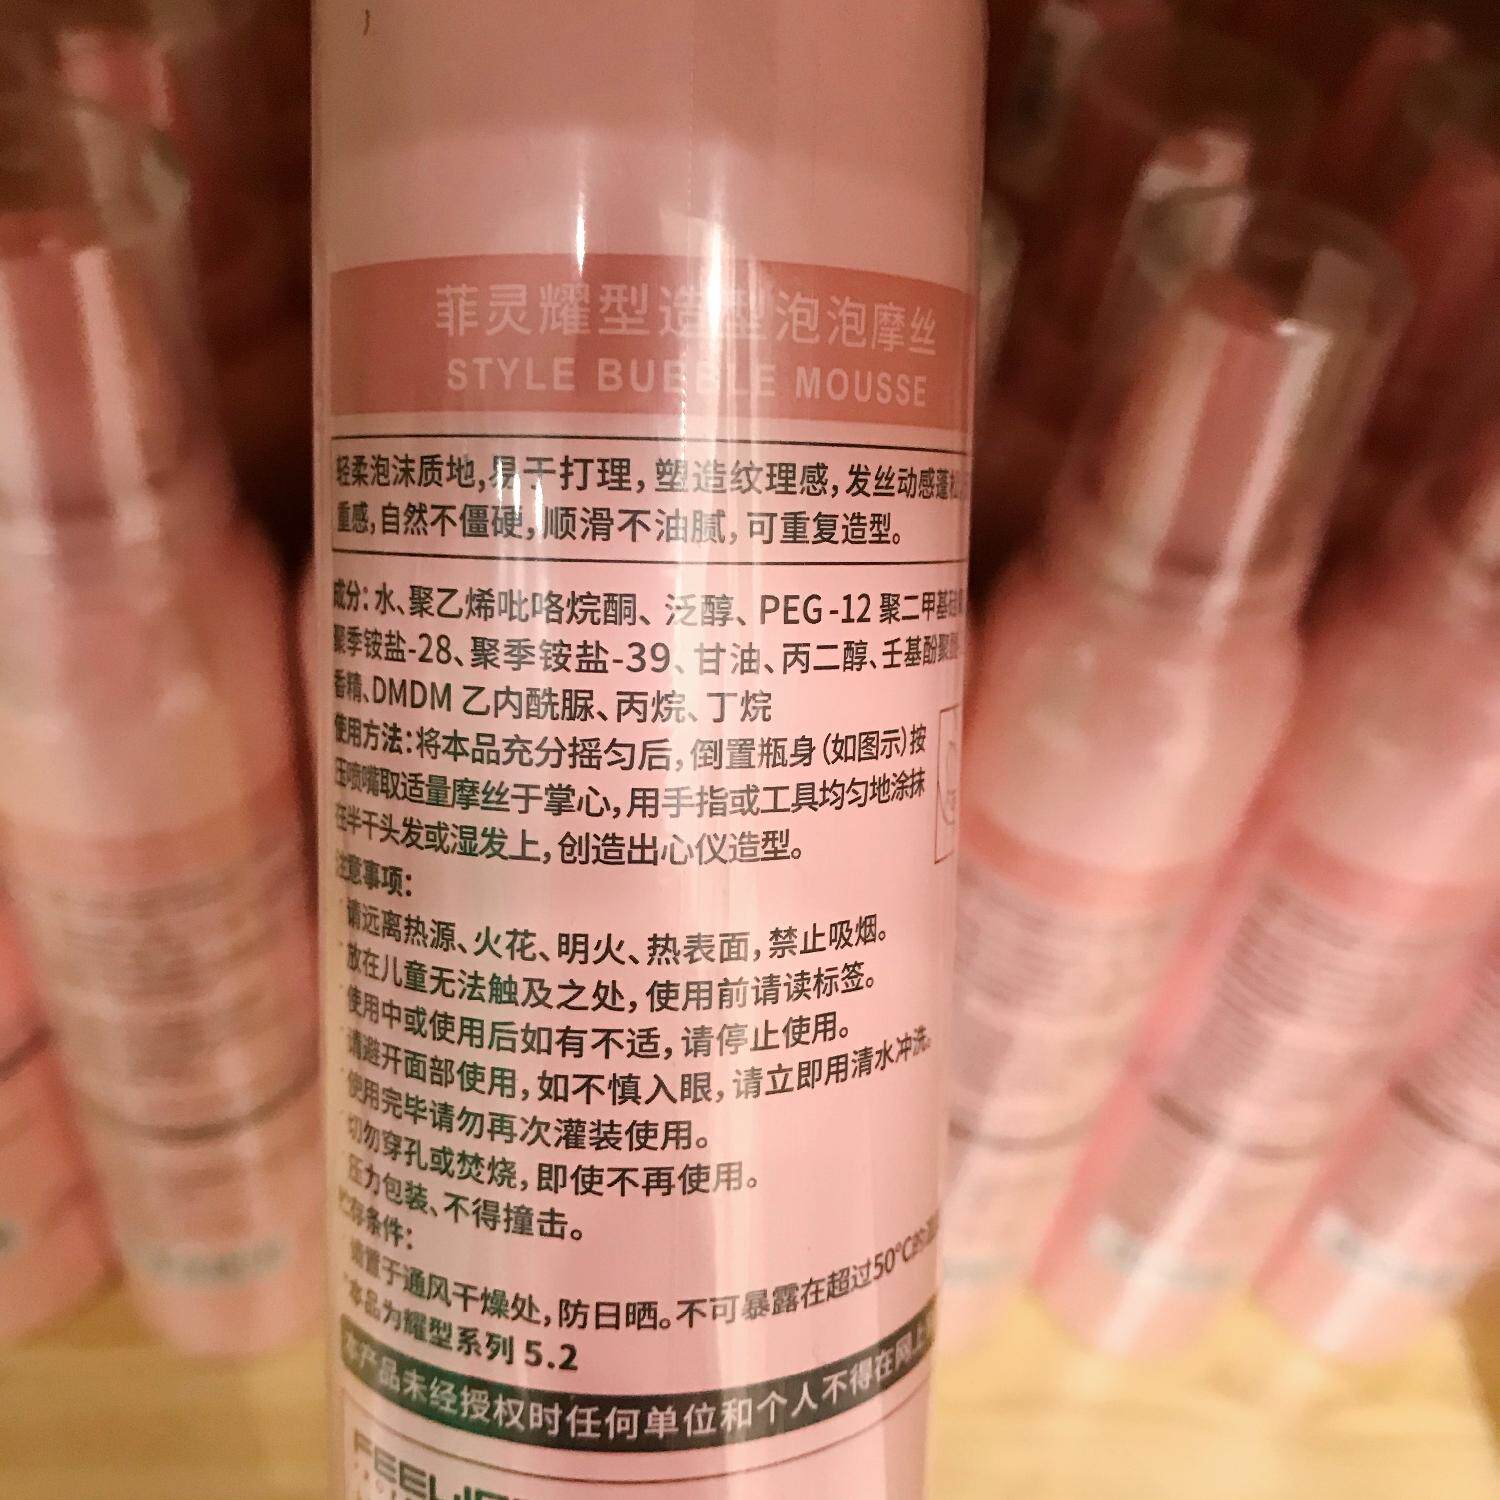 菲灵耀型造型泡泡摩丝
STYLE BUBBLE MOUSSE
轻柔泡沫质地,易于打理,塑造纹理感,发丝动感蓬
重感,自然不僵硬,顺滑不油腻,可重复造型。
成分:水、聚乙烯吡咯烷酮、泛醇、PEG-12 聚二甲基
聚季铵盐-28、聚季铵盐-39、甘油、丙二醇、壬基酚聚
香精、DMDM 乙内酰脲、丙烷、丁烷
使用方法:将本品充分摇匀后,倒置瓶身(如图示)按
压喷嘴取适量摩丝于掌心,用手指或工具均匀地涂抹
在半干头发或湿发上,创造出心仪造型。
注意事项:
请远离热源、火花、明火、热表面,禁止吸烟。
放在儿童无法触及之处,使用前请读标签。
使用中或使用后如有不适,请停止使用。
请避开面部使用,如不慎入眼,请立即用清水冲洗。
使用完毕请勿再次灌装使用。
切勿穿孔或焚烧,即使不再使用。
压力包装、不得撞击。
贮存条件:
请置于通风干燥处,防日晒。不可暴露在超过50°C的
本品为耀型系列 5.2
本产品未经授权时任何单位和个人不得在网上